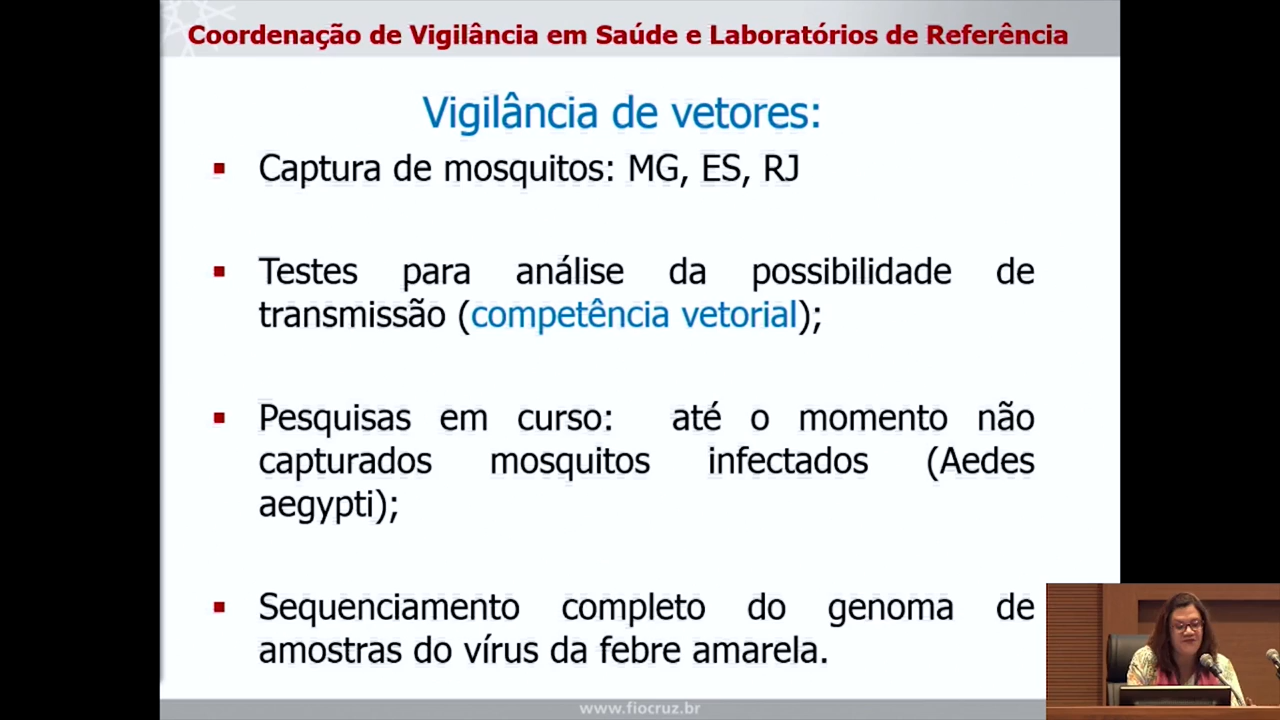 Coordenação de Vigilância em Saúde e Laboratórios de Referência
Vigilância de vetores:
▪ Captura de mosquitos: MG, ES, RJ
▪ Testes para análise da possibilidade de
transmissão (competência vetorial);
▪ Pesquisas em curso: até o momento não
capturados mosquitos infectados (Aedes
aegypti);
▪ Sequenciamento completo do genoma de
amostras do vírus da febre amarela.
www.fiocruz.br